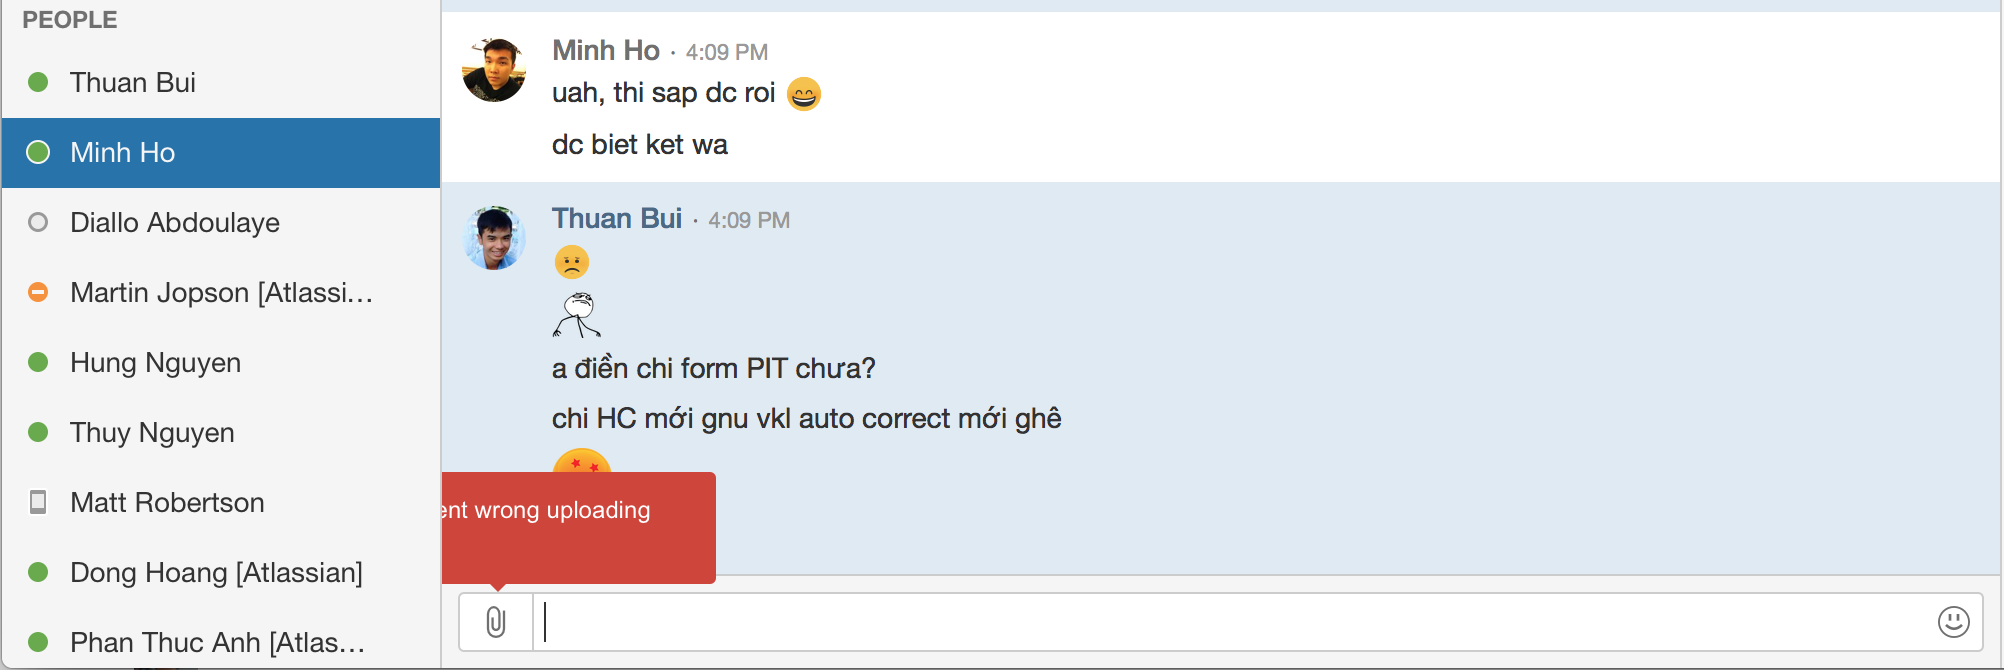 PEOPLE
Thuan Bui
Minh Ho
Diallo Abdoulaye
Martin Jopson [Atlassi…
Hung Nguyen
Thuy Nguyen
Matt Robertson
Dong Hoang [Atlassian]
Phan Thuc Anh [Atlas…
Minh Ho · 4:09 PM
uah, thi sap dc roi
dc biet ket wa
Thuan Bui · 4:09 PM
a điền chi form PIT chưa?
chi HC mới gnu vkl auto correct mới ghê
ent wrong uploading